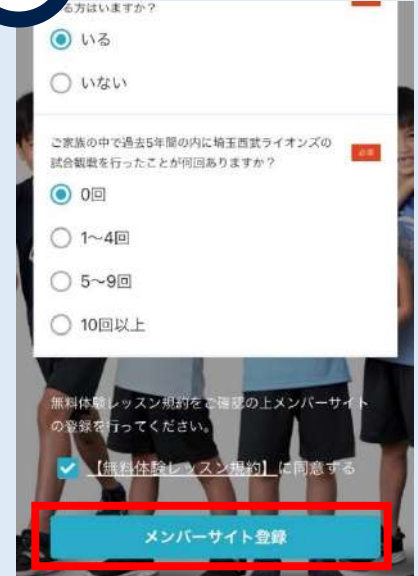 る方はいますか？
いる
いない
ご家族の中で過去5年間の内に埼玉西武ライオンズの
必須
試合観戦を行ったことが何回ありますか？
0回
1〜4回
5〜9回
10回以上
無料体験レッスン規約をご確認の上メンバーサイト
の登録を行ってください。
【無料体験レッスン規約】に同意する
メンバーサイト登録